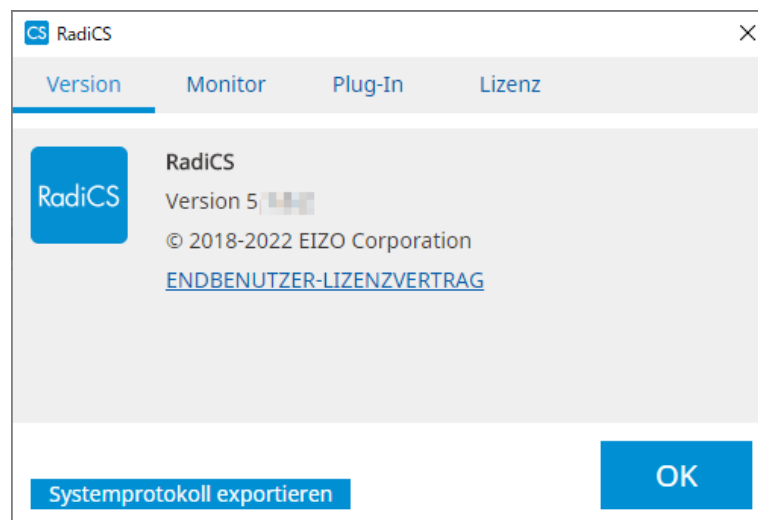 CS RadiCS
Version Monitor Plug-In Lizenz
RadiCS
RadiCS
Version 5
© 2018-2022 EIZO Corporation
ENDBENUTZER-LIZENZVERTRAG
OK
Systemprotokoll exportieren